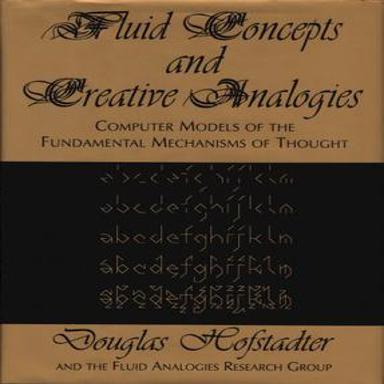 Fluid Concepts
and
Creative Analogies
COMPUTER MODELS OF THE
FUNDAMENTAL MECHANISMS OF THOUGHT
abcdefghijklm
abcdefghijklm
abcdefghijklm
abcdefghijklm
Douglas Hofstadter
AND THE FLUID ANALOGIES RESEARCH GROUP